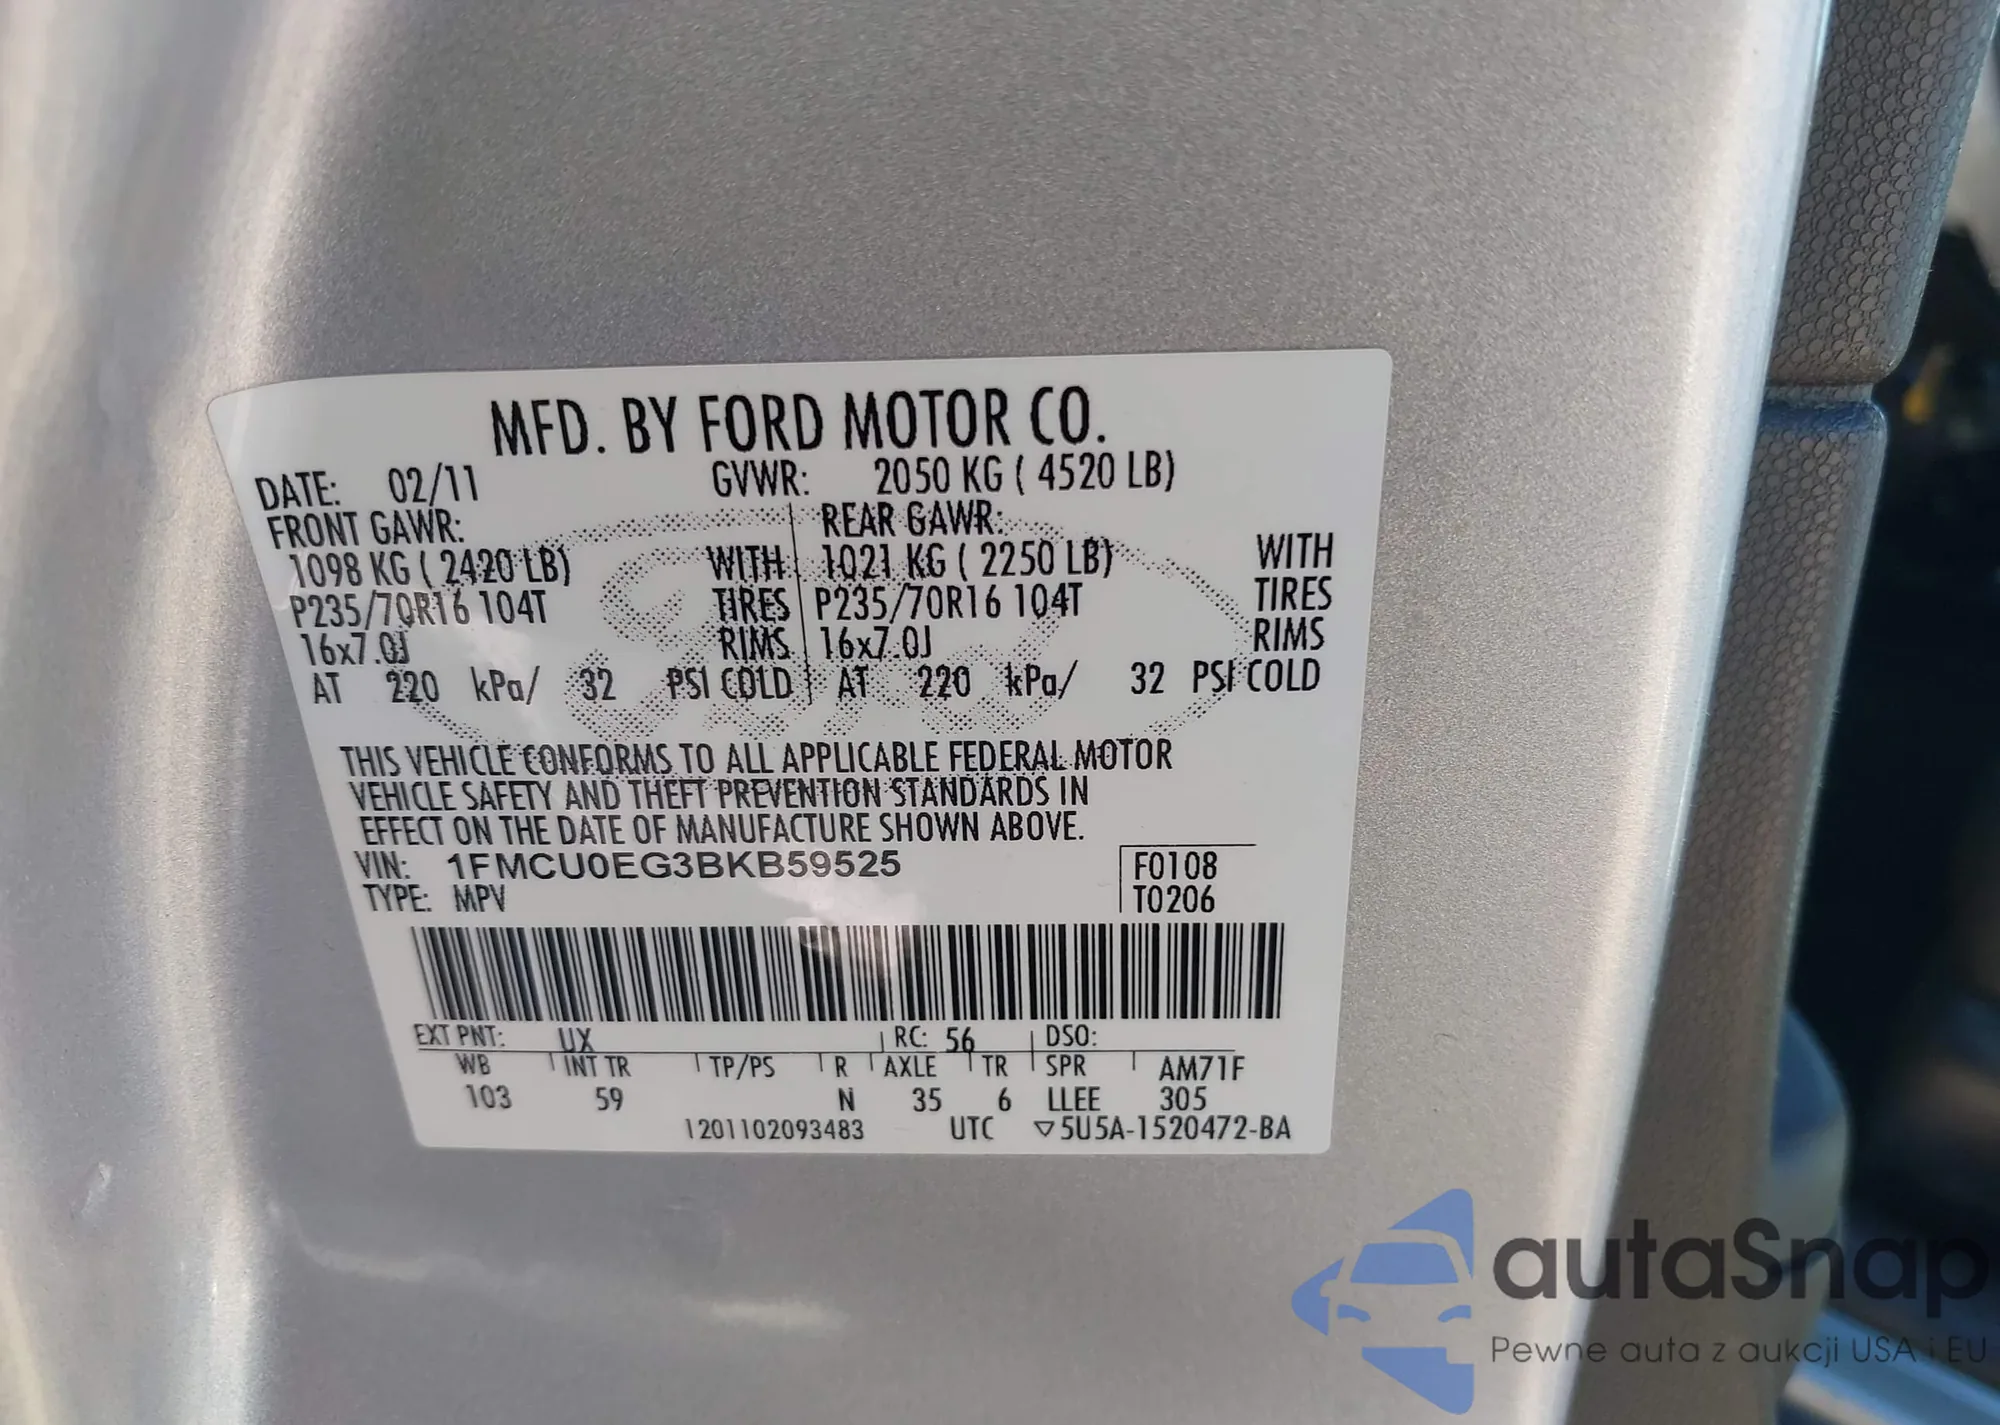 MFD. BY FORD MOTOR CO.
DATE: 02/11 GVWR: 2050 KG ( 4520 LB)
FRONT GAWR: REAR GAWR:
1098 KG ( 2420 LB) WITH 1021 KG ( 2250 LB) WITH
P235/70R16 104T TIRES P235/70R16 104T TIRES
16x7.0J RIMS 16x7.0J RIMS
AT 220 kPa/ 32 PSI COLD AT 220 kPa/ 32 PSI COLD
THIS VEHICLE CONFORMS TO ALL APPLICABLE FEDERAL MOTOR
VEHICLE SAFETY AND THEFT PREVENTION STANDARDS IN
EFFECT ON THE DATE OF MANUFACTURE SHOWN ABOVE.
VIN: 1FMCU0EG3BKB59525 F0108
TYPE: MPV T0206
EXT PNT: UX RC: 56 DSO:
WB INT TR TP/PS R AXLE TR SPR AM71F
103 59 N 35 6 LLEE 305
1201102093483 UTC ▽5U5A-1520472-BA
autaSnap
Pewne auta z aukcji USA i EU